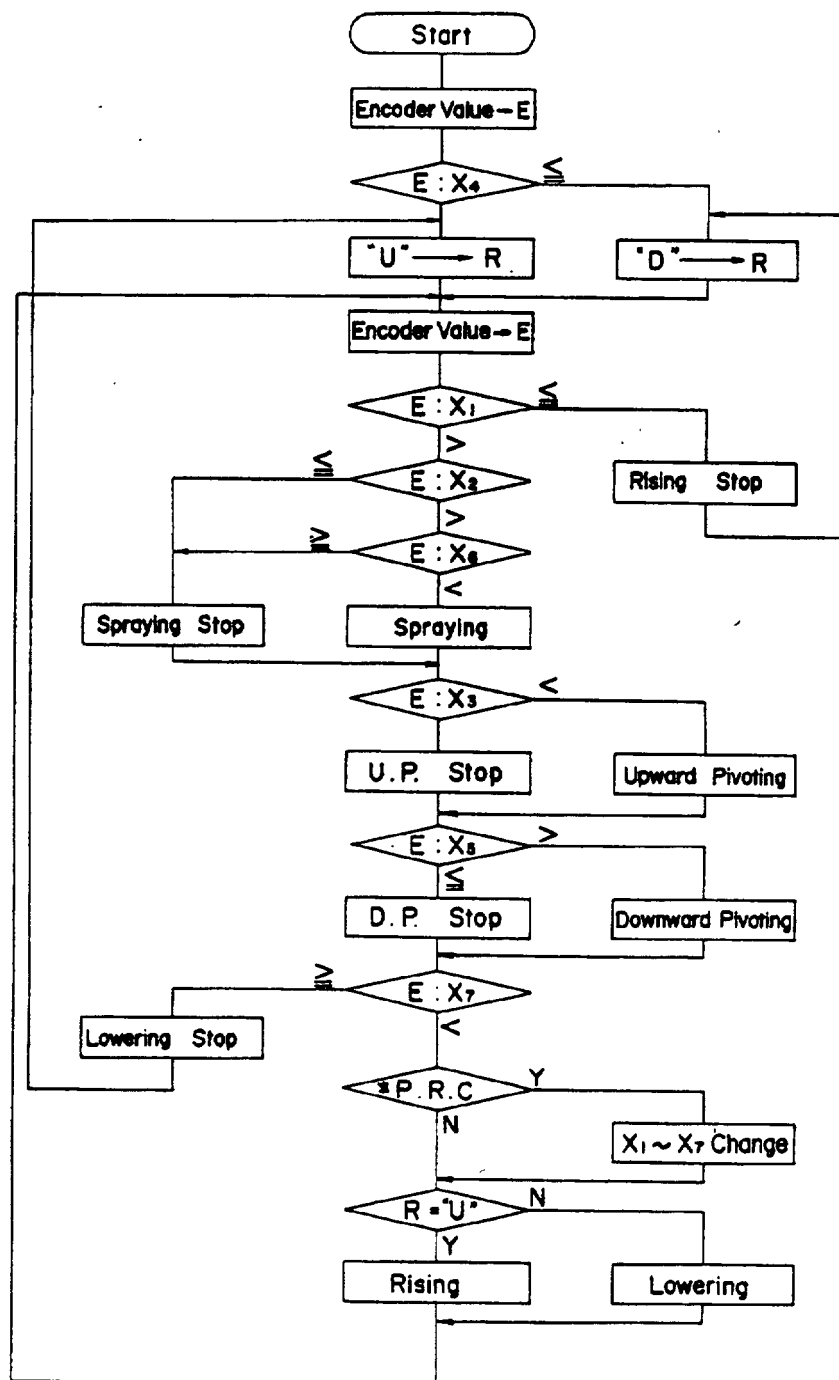 Start
Encoder Value → E
E : X₄
≦
"U" → R
"D" → R
Encoder Value → E
E : X₁
≦
>
≦
E : X₂
Rising Stop
>
≧
E : X₆
<
Spraying Stop
Spraying
E : X₃
<
U.P. Stop
Upward Pivoting
E : X₅
>
≦
D.P. Stop
Downward Pivoting
≧
E : X₇
Lowering Stop
<
*P.R.C
Y
N
X₁ ~ X₇ Change
R = "U"
N
Y
Rising
Lowering